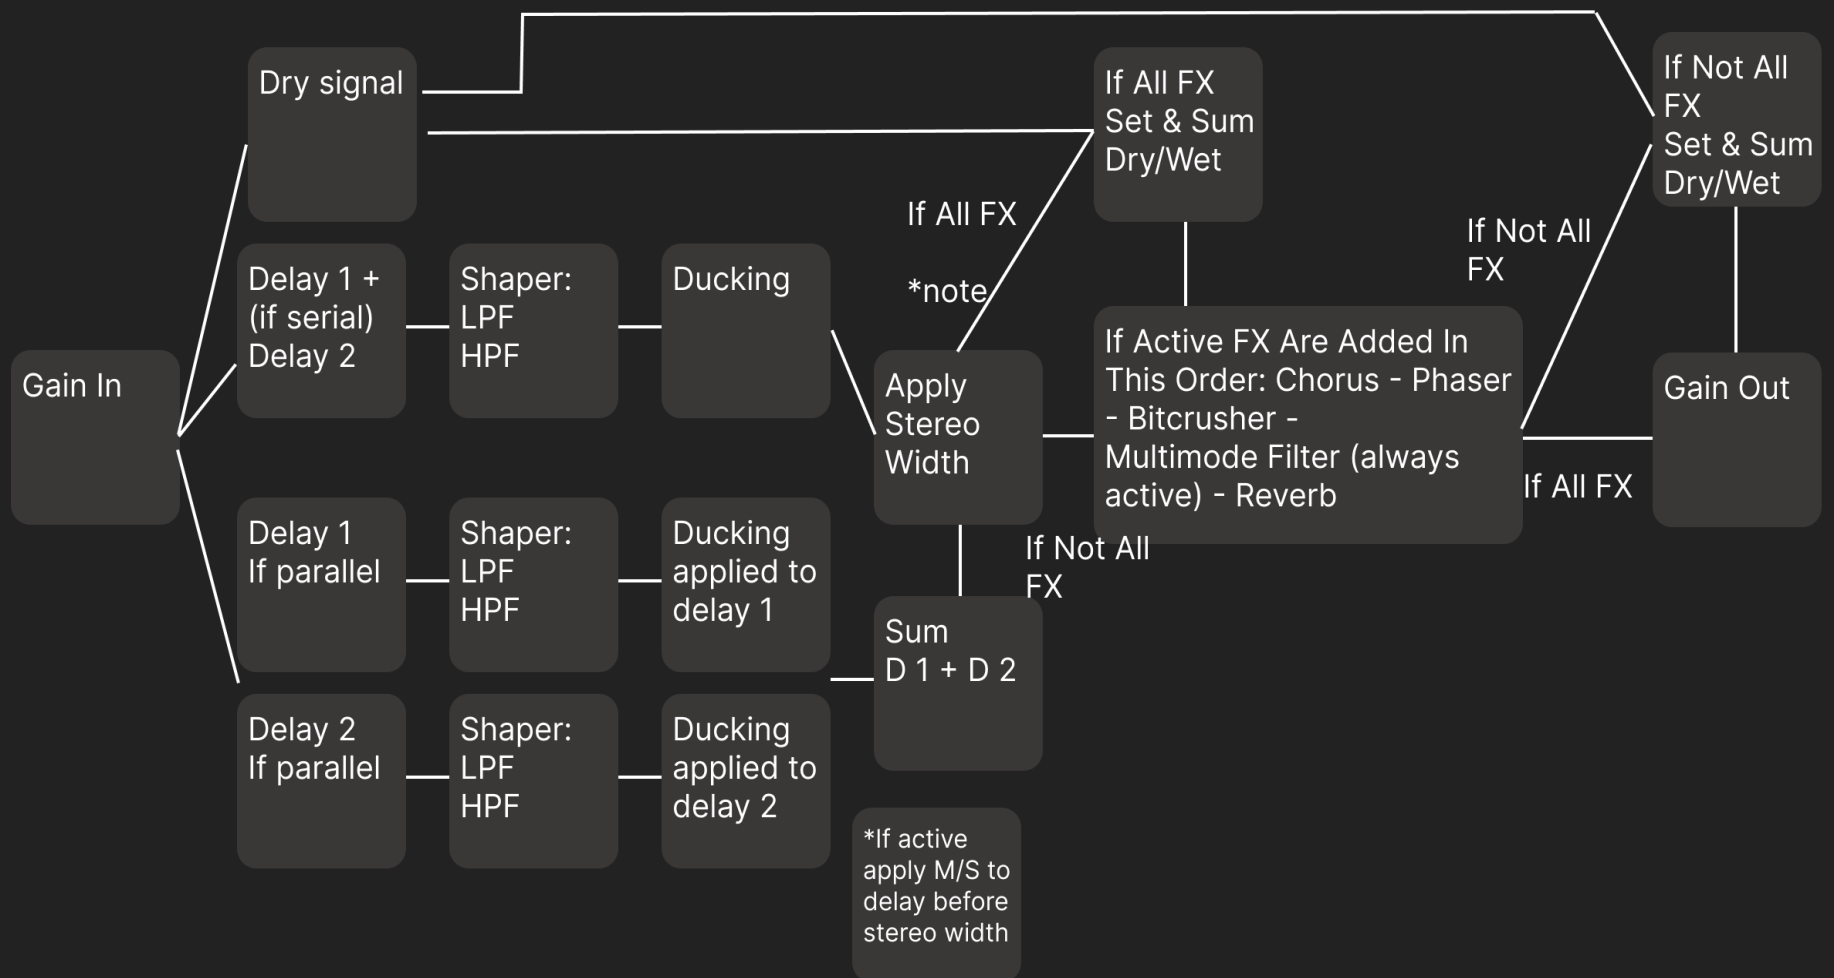 Dry signal
If All FX
Set & Sum
Dry/Wet
If Not All
FX
Set & Sum
Dry/Wet
If All FX
*note
If Not All
FX
Delay 1 +
(if serial)
Delay 2
Shaper:
LPF
HPF
Ducking
Gain In
Apply
Stereo
Width
If Active FX Are Added In
This Order: Chorus - Phaser
- Bitcrusher -
Multimode Filter (always
active) - Reverb
Gain Out
If All FX
If Not All
FX
Delay 1
If parallel
Shaper:
LPF
HPF
Ducking
applied to
delay 1
Sum
D 1 + D 2
Delay 2
If parallel
Shaper:
LPF
HPF
Ducking
applied to
delay 2
*If active
apply M/S to
delay before
stereo width